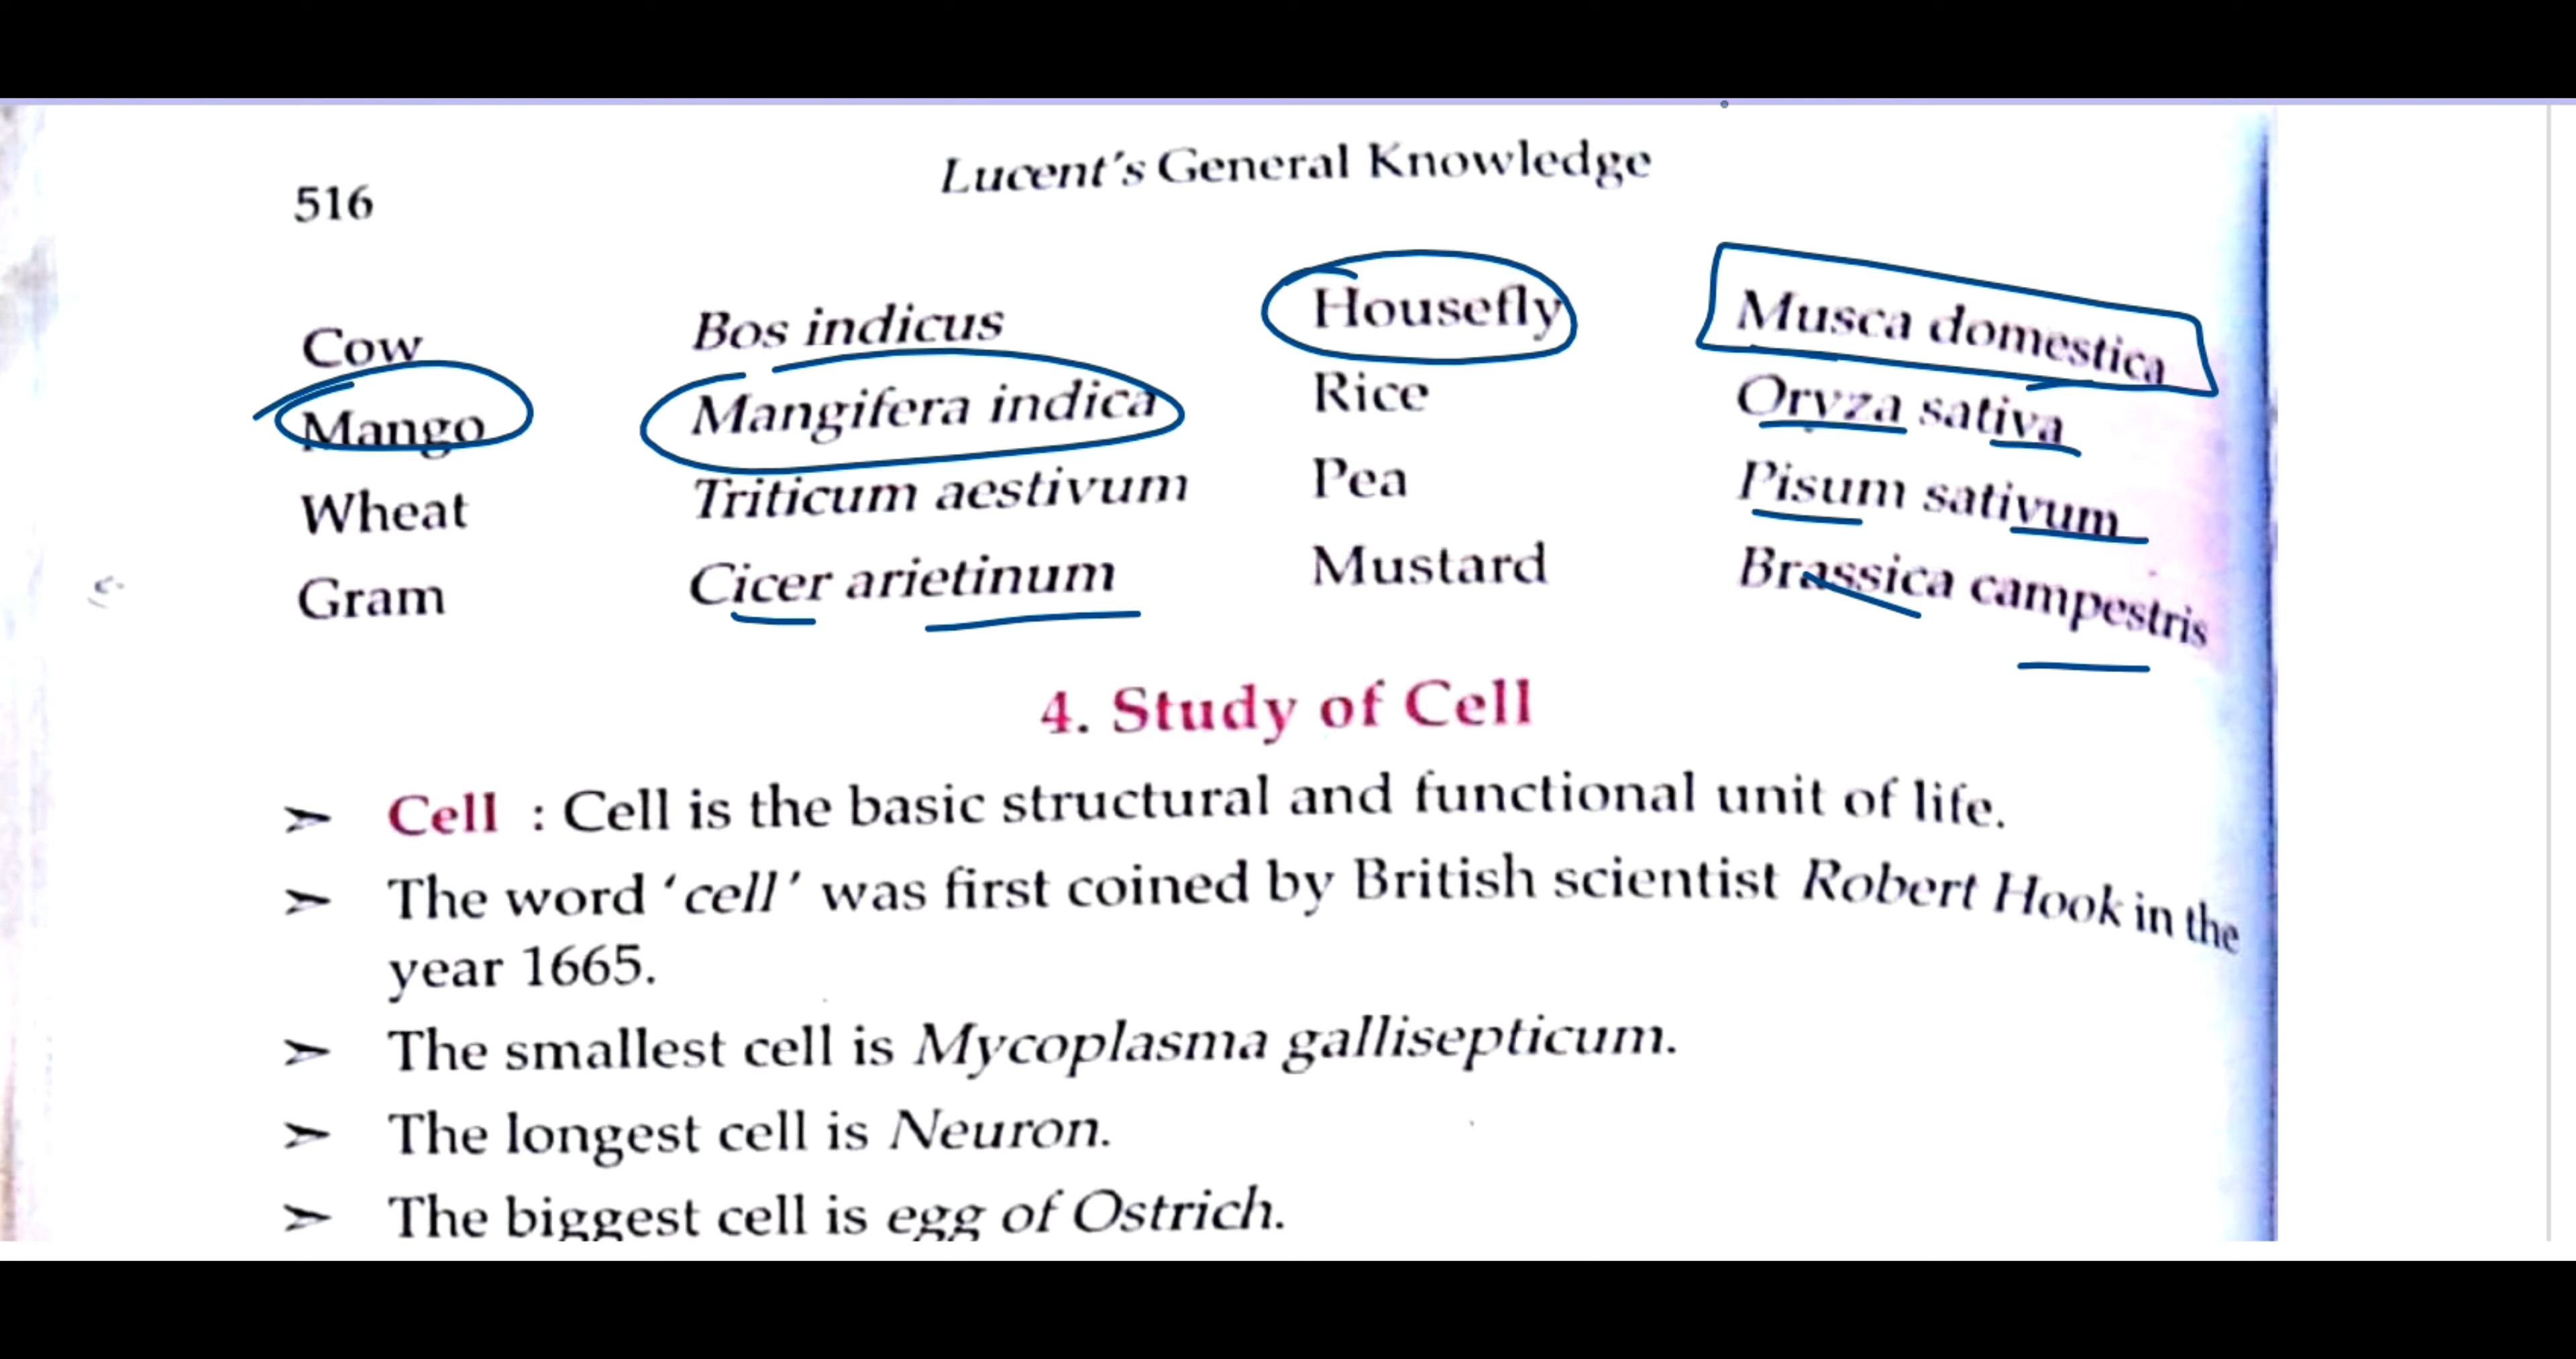 516 Lucent's General Knowledge
Cow Bos indicus Housefly Musca domestica
Mango Mangifera indica Rice Oryza sativa
Wheat Triticum aestivum Pea Pisum sativum
Gram Cicer arietinum Mustard Brassica campestris
4. Study of Cell
➤ Cell : Cell is the basic structural and functional unit of life.
➤ The word 'cell' was first coined by British scientist Robert Hook in the
year 1665.
➤ The smallest cell is Mycoplasma gallisepticum.
➤ The longest cell is Neuron.
➤ The biggest cell is egg of Ostrich.